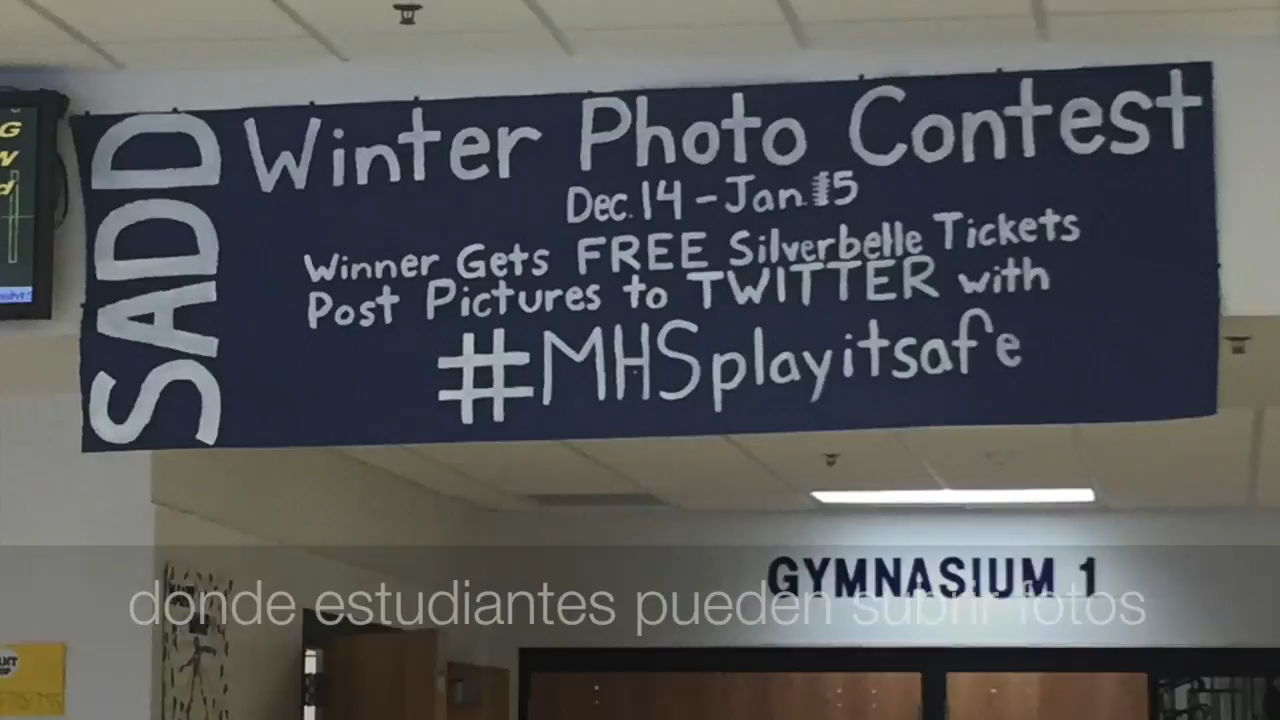 SADD
Winter Photo Contest
Dec. 14 - Jan. 15
Winner Gets FREE Silverbelle Tickets
Post Pictures to TWITTER with
#MHSplayitsafe
GYMNASIUM 1
donde estudiantes pueden subrir fotos